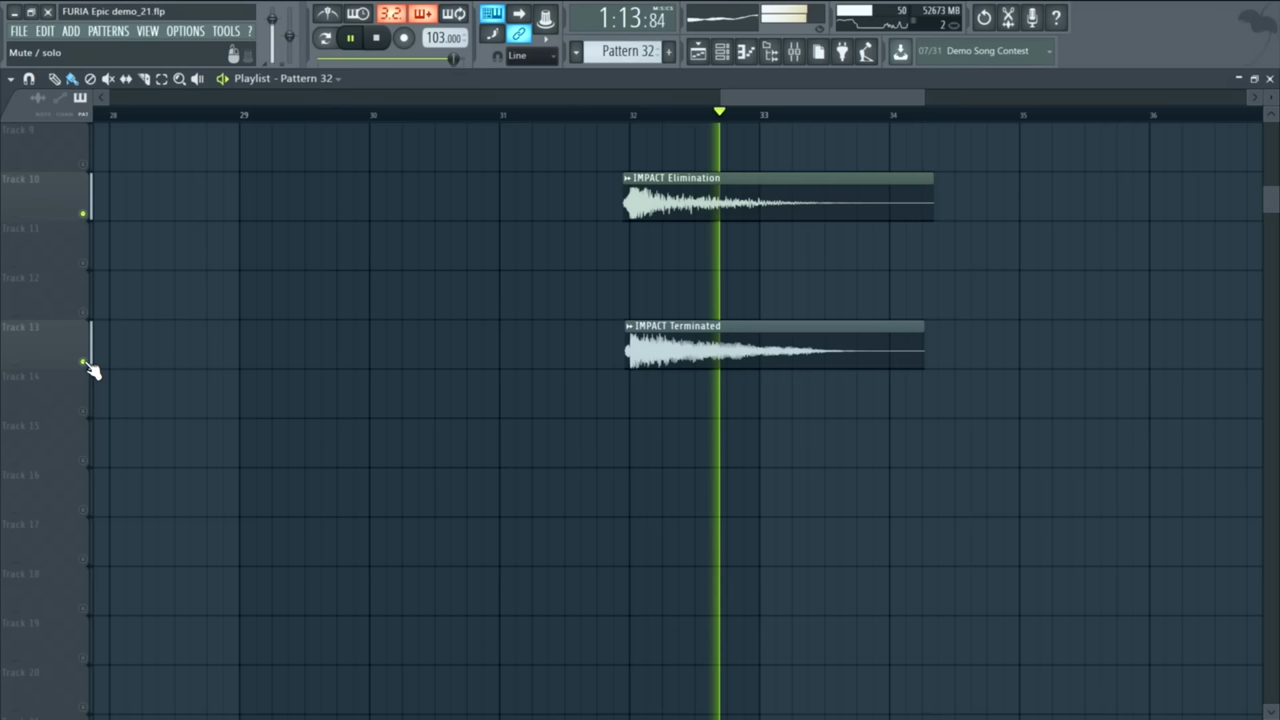 FURIA Epic demo_21.flp
FILE EDIT ADD PATTERNS VIEW OPTIONS TOOLS ?
Mute / solo
3.2.
103.000
1:13:84
M:S:CS
Pattern 32
Line
50
52673 MB
2
07/31 Demo Song Contest
Playlist - Pattern 32
28 29 30 31 32 33 34 35 36
Track 9
Track 10
IMPACT Elimination
Track 11
Track 12
Track 13
IMPACT Terminated
Track 14
Track 15
Track 16
Track 17
Track 18
Track 19
Track 20